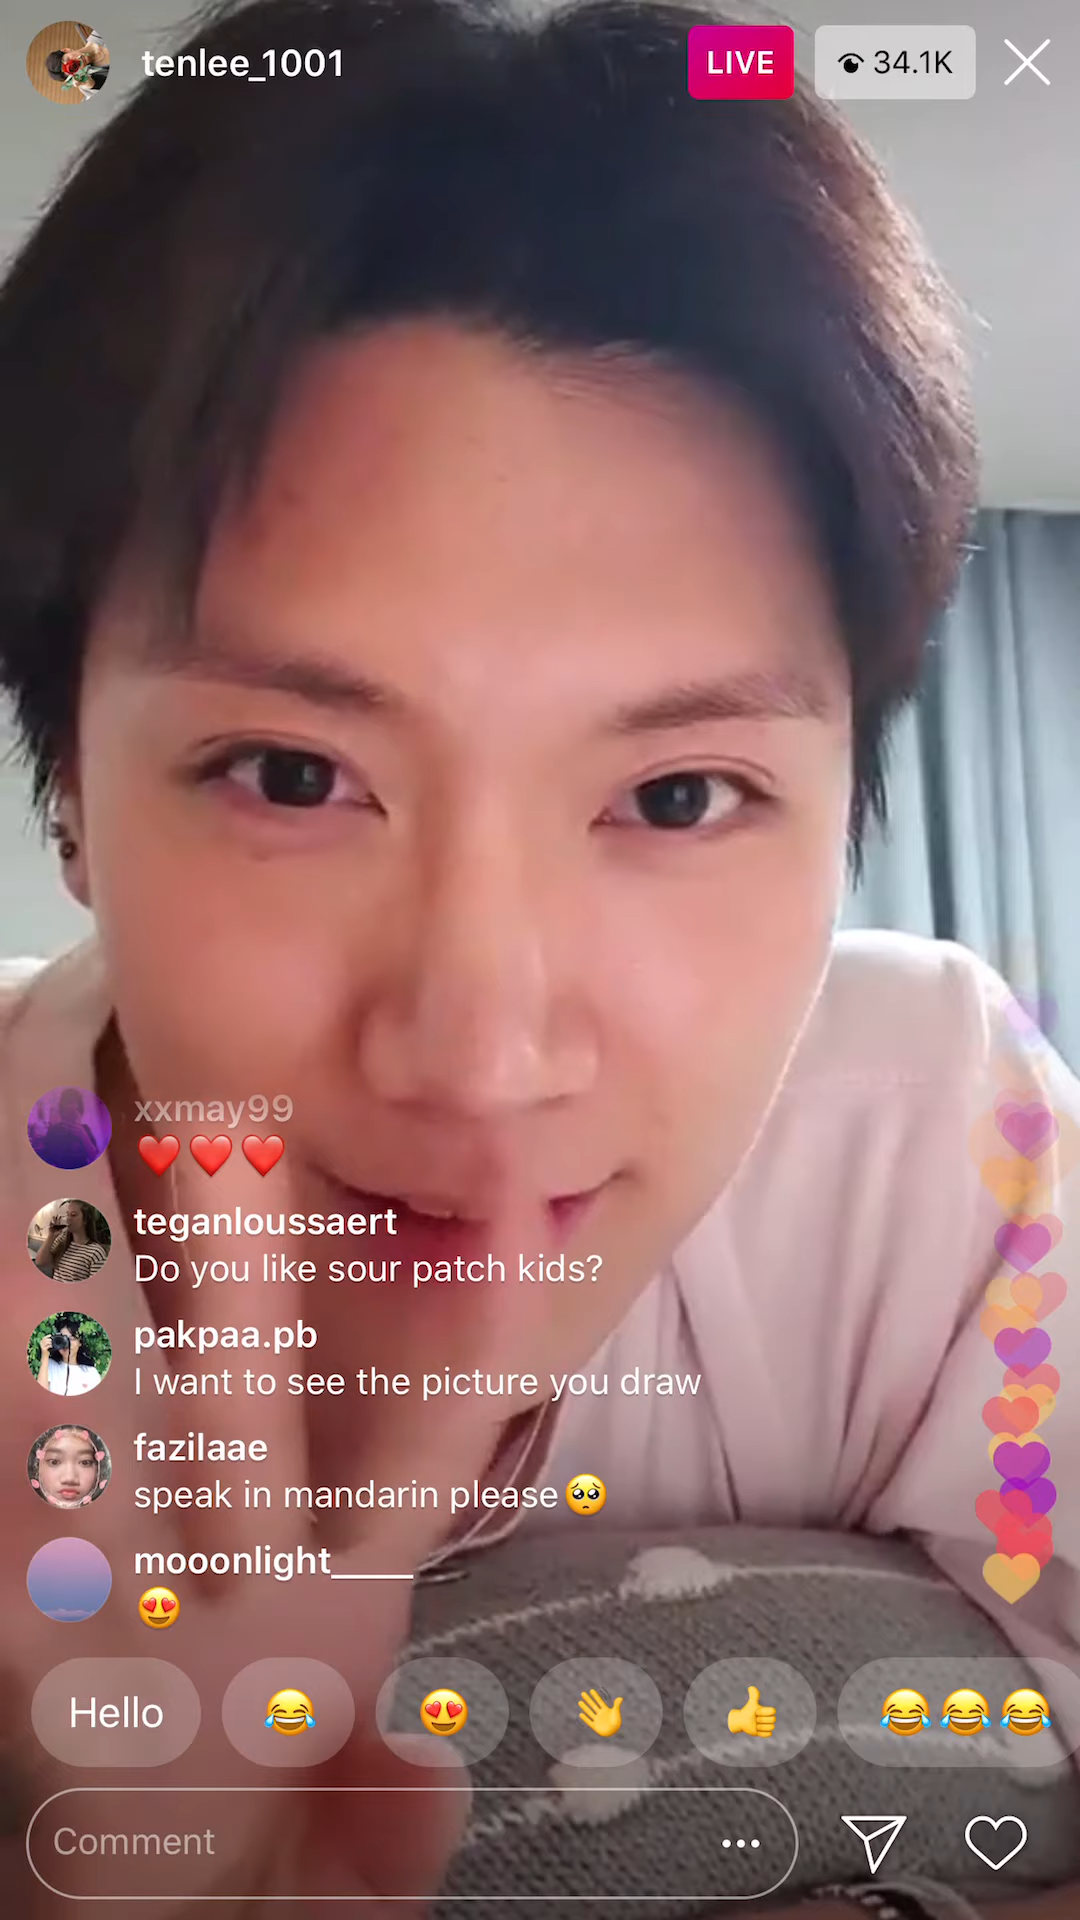 tenlee_1001
LIVE
34.1K
xxmay99
❤️❤️❤️
teganloussaert
Do you like sour patch kids?
pakpaa.pb
I want to see the picture you draw
fazilaae
speak in mandarin please🥺
mooonlight_____
😍
Hello 😂 😍 👋 👍 😂😂😂
Comment